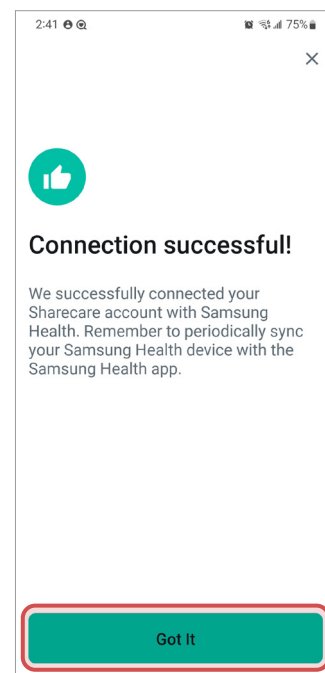 2:41 75%
Connection successful!
We successfully connected your
Sharecare account with Samsung
Health. Remember to periodically sync
your Samsung Health device with the
Samsung Health app.
Got It